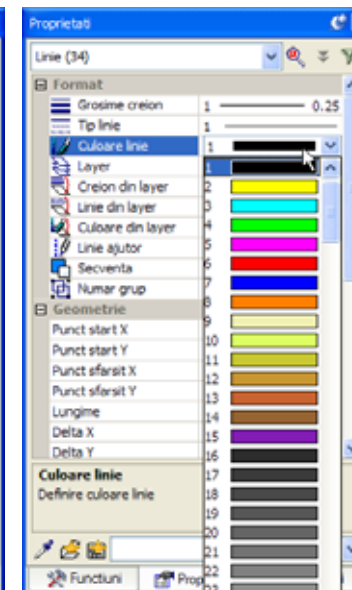 Proprietati
Linie (34)
Format
Grosime creion 1 0.25
Tip linie 1
Culoare linie 1
Layer 1
Creion din layer 2
Linie din layer 3
Culoare din layer 4
Linie ajutor 5
Secventa 6
Numar grup 7
Geometrie 8
Punct start X 9
Punct start Y 10
Punct sfarsit X 11
Punct sfarsit Y 12
Lungime 13
Delta X 14
Delta Y 15
16
Culoare linie 17
Definire culoare linie 18
19
20
21
22
23
Functiuni
Prop